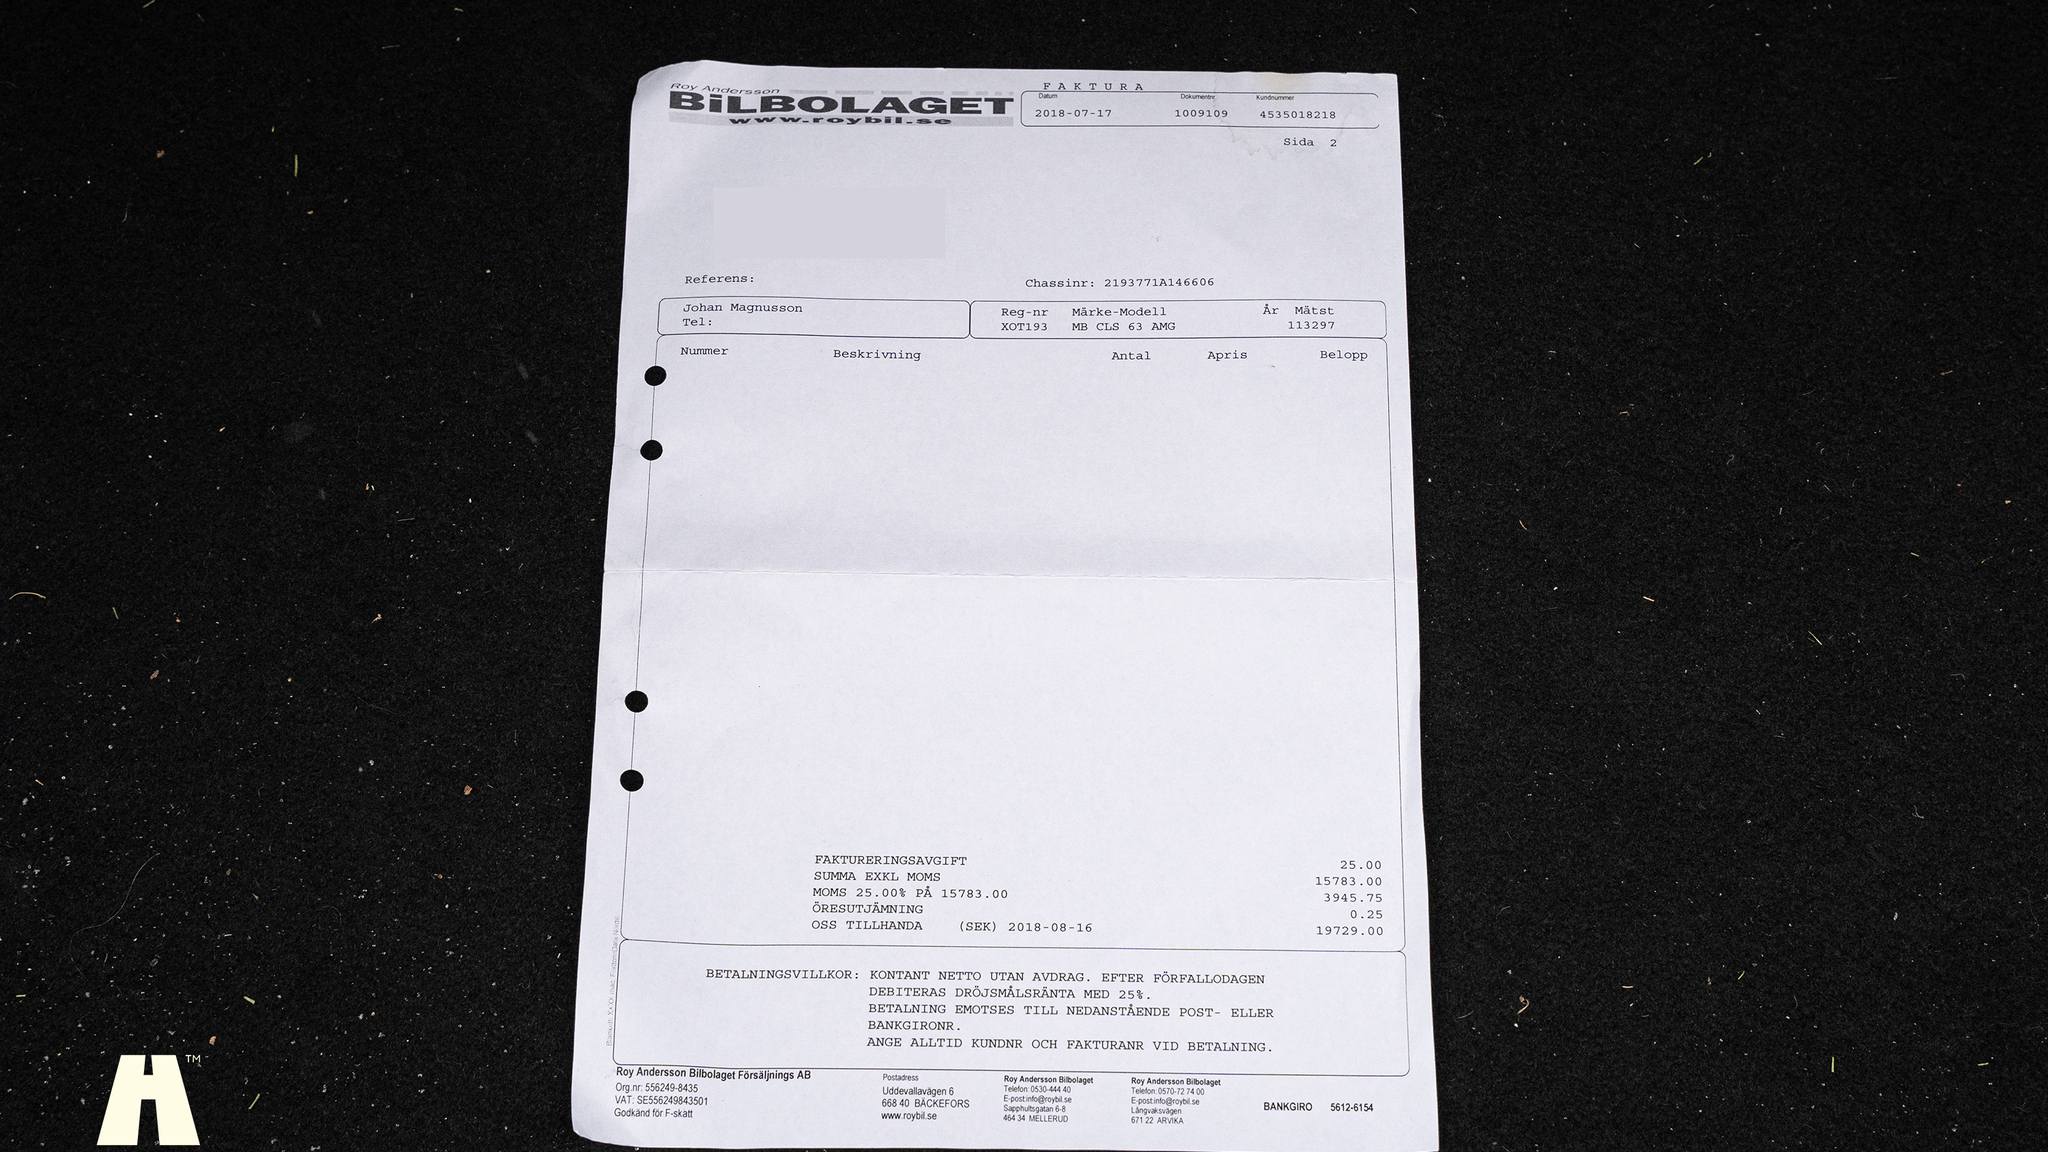 Roy Andersson
BiLBOLAGET
www.roybil.se
FAKTURA
Datum Dokumentnr Kundnummer
2018-07-17 1009109 4535018218
Sida 2
Referens: Chassinr: 2193771A146606
Johan Magnusson
Tel:
Reg-nr Märke-Modell År Mätst
XOT193 MB CLS 63 AMG 113297
Nummer Beskrivning Antal Apris Belopp
FAKTURERINGSAVGIFT 25.00
SUMMA EXKL MOMS 15783.00
MOMS 25.00% PÅ 15783.00 3945.75
ÖRESUTJÄMNING 0.25
OSS TILLHANDA (SEK) 2018-08-16 19729.00
BETALNINGSVILLKOR: KONTANT NETTO UTAN AVDRAG. EFTER FÖRFALLODAGEN
DEBITERAS DRÖJSMÅLSRÄNTA MED 25%.
BETALNING EMOTSES TILL NEDANSTÅENDE POST- ELLER
BANKGIRONR.
ANGE ALLTID KUNDNR OCH FAKTURANR VID BETALNING.
Roy Andersson Bilbolaget Försäljnings AB
Org.nr: 556249-8435
VAT: SE556249843501
Godkänd för F-skatt
Postadress
Uddevallavägen 6
668 40 BÄCKEFORS
www.roybil.se
Roy Andersson Bilbolaget
Telefon: 0530-444 40
E-post:info@roybil.se
Sapphultsgatan 6-8
464 34 MELLERUD
Roy Andersson Bilbolaget
Telefon: 0570-72 74 00
E-post:info@roybil.se
Långvaksvägen
671 22 ARVIKA
BANKGIRO 5612-6154
H™